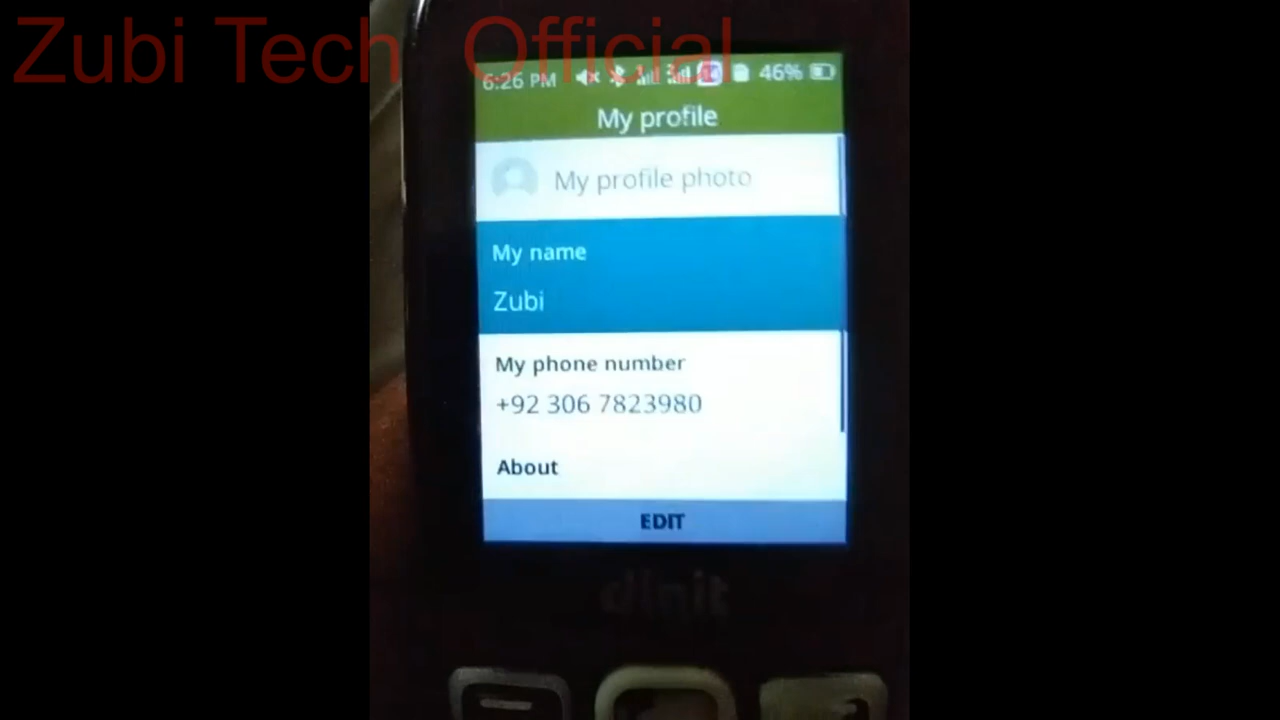 Zubi Tech Official
6:26 PM 46%
My profile
My profile photo
My name
Zubi
My phone number
+92 306 7823980
About
EDIT